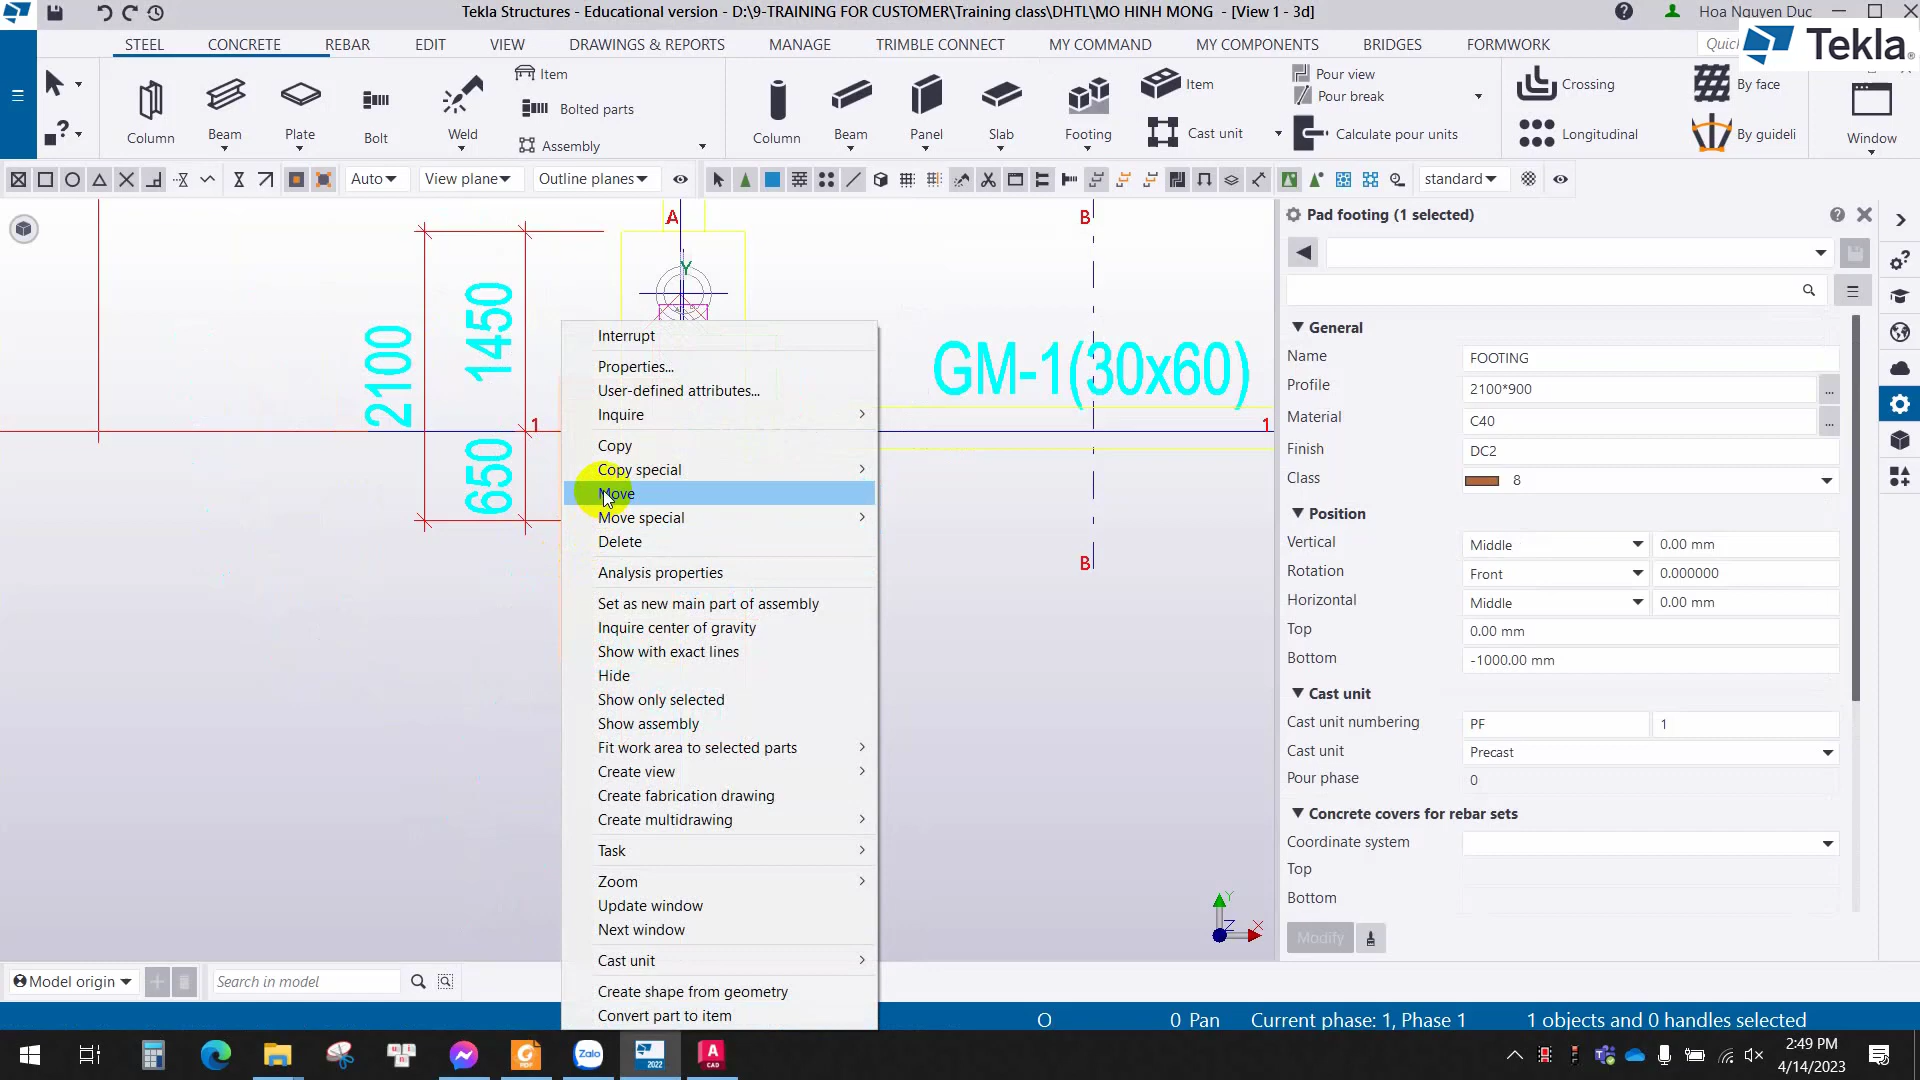 Tekla Structures - Educational version - D:\9-TRAINING FOR CUSTOMER\Training class\DHTL\MO HINH MONG - [View 1 - 3d]
Hoa Nguyen Duc
STEEL CONCRETE REBAR EDIT VIEW DRAWINGS & REPORTS MANAGE TRIMBLE CONNECT MY COMMAND MY COMPONENTS BRIDGES FORMWORK
Quic
Tekla
Item
Bolted parts
Assembly
Column Beam Plate Bolt Weld
Column Beam Panel Slab Footing
Item
Cast unit
Pour view
Pour break
Calculate pour units
Crossing
Longitudinal
By face
By guideli
Window
Auto View plane Outline planes standard
A
B
Y
2100
1450
650
1
GM-1(30x60)
1
B
Interrupt
Properties...
User-defined attributes...
Inquire
Copy
Copy special
Move
Move special
Delete
Analysis properties
Set as new main part of assembly
Inquire center of gravity
Show with exact lines
Hide
Show only selected
Show assembly
Fit work area to selected parts
Create view
Create fabrication drawing
Create multidrawing
Task
Zoom
Update window
Next window
Cast unit
Create shape from geometry
Convert part to item
Y
Z X
Pad footing (1 selected)
General
Name FOOTING
Profile 2100*900 ...
Material C40 ...
Finish DC2
Class 8
Position
Vertical Middle 0.00 mm
Rotation Front 0.000000
Horizontal Middle 0.00 mm
Top 0.00 mm
Bottom -1000.00 mm
Cast unit
Cast unit numbering PF 1
Cast unit Precast
Pour phase 0
Concrete covers for rebar sets
Coordinate system
Top
Bottom
Modify
Model origin Search in model
O 0 Pan Current phase: 1, Phase 1 1 objects and 0 handles selected
Zalo
2022
A
CAD
2:49 PM
4/14/2023